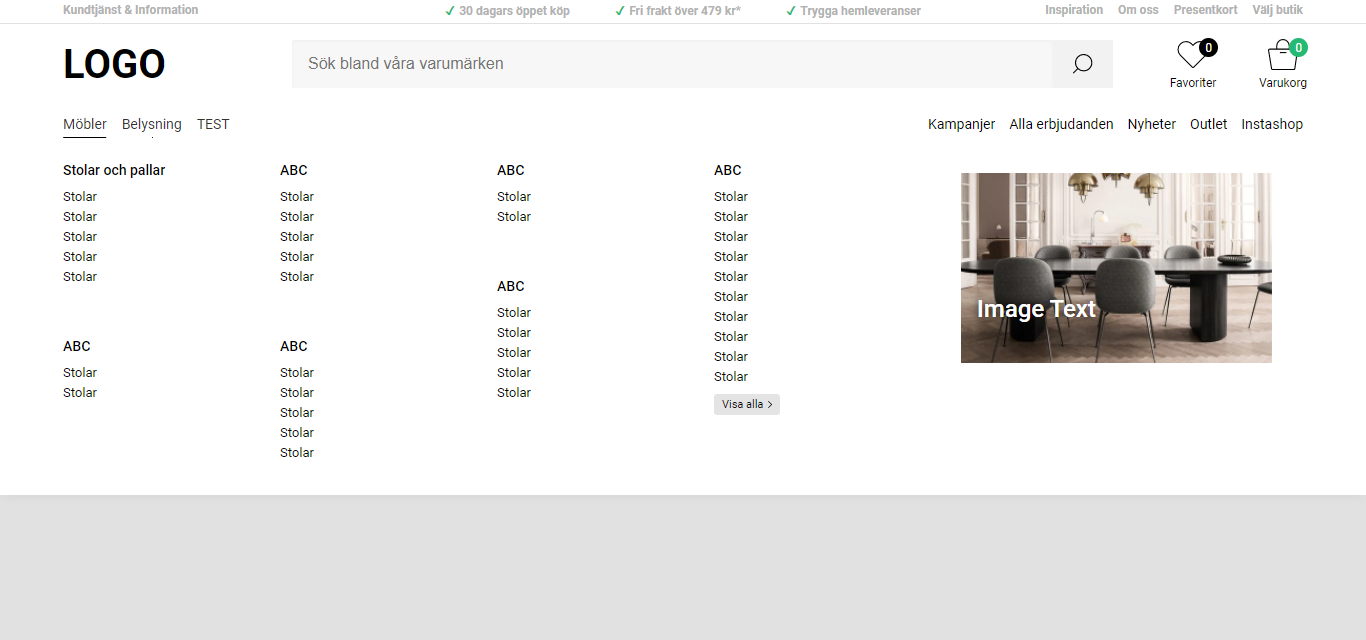 Kundtjänst & Information
✓ 30 dagars öppet köp
✓ Fri frakt över 479 kr*
✓ Trygga hemleveranser
Inspiration Om oss Presentkort Välj butik
LOGO
Sök bland våra varumärken
0
Favoriter
0
Varukorg
Möbler Belysning TEST
Kampanjer Alla erbjudanden Nyheter Outlet Instashop
Stolar och pallar
Stolar
Stolar
Stolar
Stolar
Stolar
ABC
Stolar
Stolar
ABC
Stolar
Stolar
Stolar
Stolar
Stolar
ABC
Stolar
Stolar
Stolar
Stolar
Stolar
ABC
Stolar
Stolar
ABC
Stolar
Stolar
Stolar
Stolar
Stolar
ABC
Stolar
Stolar
Stolar
Stolar
Stolar
Stolar
Stolar
Stolar
Stolar
Stolar
Visa alla >
Image Text